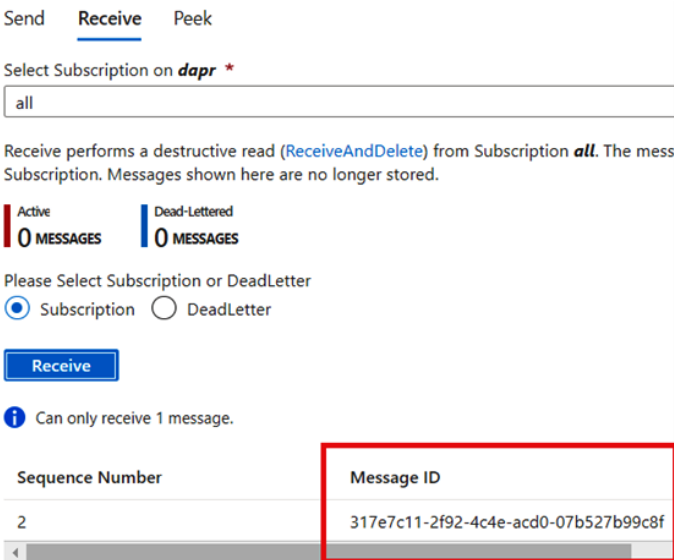 Send Receive Peek
Select Subscription on dapr *
all
Receive performs a destructive read (ReceiveAndDelete) from Subscription all. The mess
Subscription. Messages shown here are no longer stored.
Active Dead-Lettered
0 MESSAGES 0 MESSAGES
Please Select Subscription or DeadLetter
Subscription DeadLetter
Receive
Can only receive 1 message.
Sequence Number Message ID
2 317e7c11-2f92-4c4e-acd0-07b527b99c8f